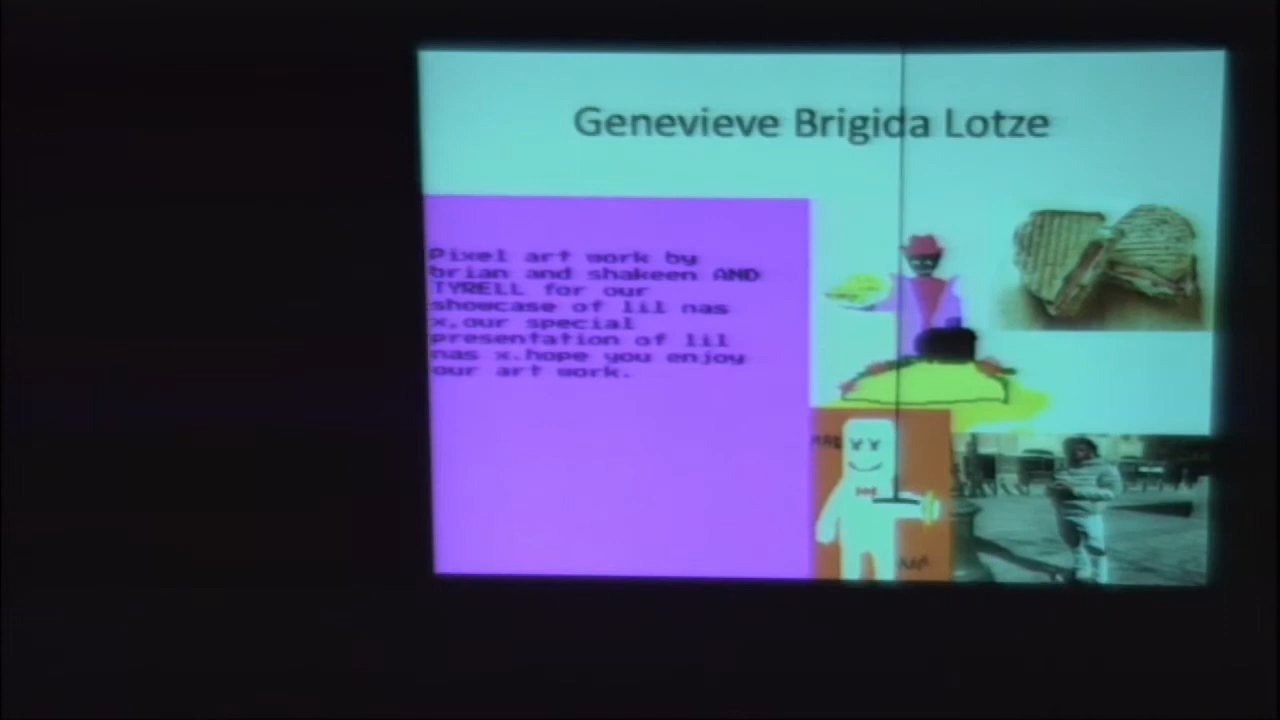 Genevieve Brigida Lotze
Pixel art work by
brian and shakeen AND
TYRELL for our
showcase of lil nas
x,our special
presentation of lil
nas x.hope you enjoy
our art work.